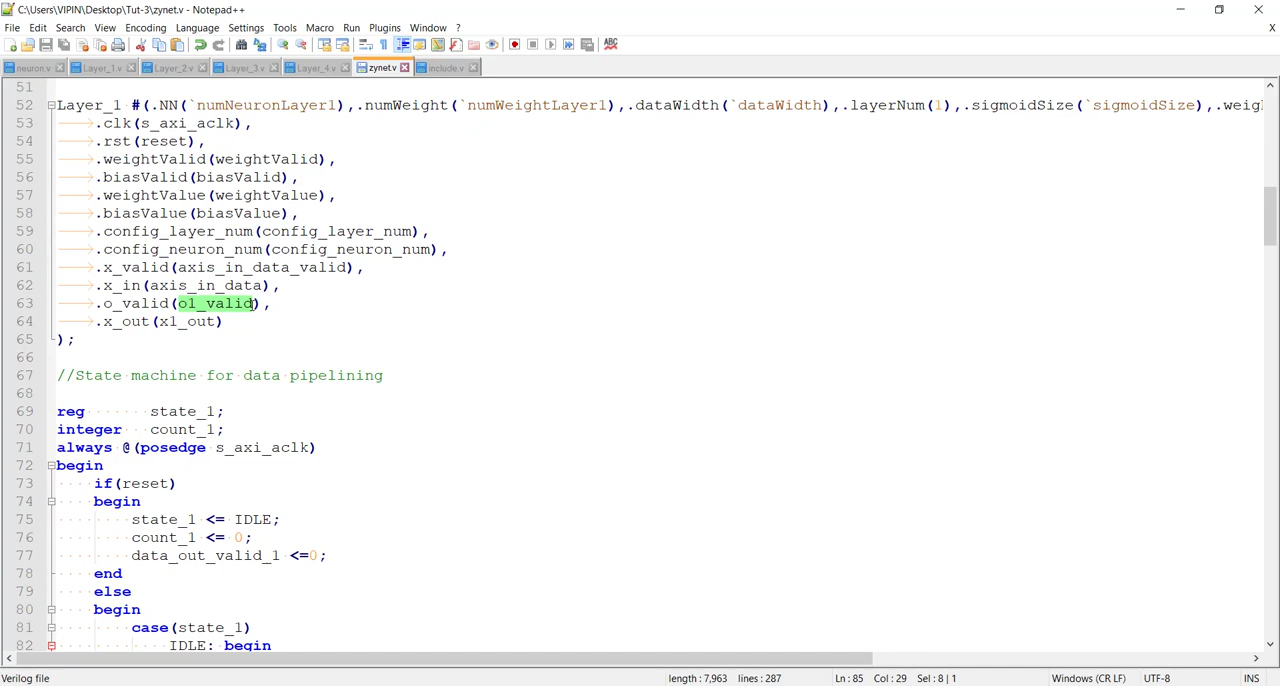 C:\Users\VIPIN\Desktop\Tut-3\zynet.v - Notepad++
File Edit Search View Encoding Language Settings Tools Macro Run Plugins Window ? X
neuron.v Layer_1.v Layer_2.v Layer_3.v Layer_4.v zynet.v include.v
51
52 Layer_1 #(.NN(`numNeuronLayer1),.numWeight(`numWeightLayer1),.dataWidth(`dataWidth),.layerNum(1),.sigmoidSize(`sigmoidSize),.weig
53 .clk(s_axi_aclk),
54 .rst(reset),
55 .weightValid(weightValid),
56 .biasValid(biasValid),
57 .weightValue(weightValue),
58 .biasValue(biasValue),
59 .config_layer_num(config_layer_num),
60 .config_neuron_num(config_neuron_num),
61 .x_valid(axis_in_data_valid),
62 .x_in(axis_in_data),
63 .o_valid(o1_valid),
64 .x_out(x1_out)
65 );
66
67 //State machine for data pipelining
68
69 reg state_1;
70 integer count_1;
71 always @(posedge s_axi_aclk)
72 begin
73 if(reset)
74 begin
75 state_1 <= IDLE;
76 count_1 <= 0;
77 data_out_valid_1 <=0;
78 end
79 else
80 begin
81 case(state_1)
82 IDLE: begin
Verilog file length : 7,963 lines : 287 Ln : 85 Col : 29 Sel : 8 | 1 Windows (CR LF) UTF-8 INS